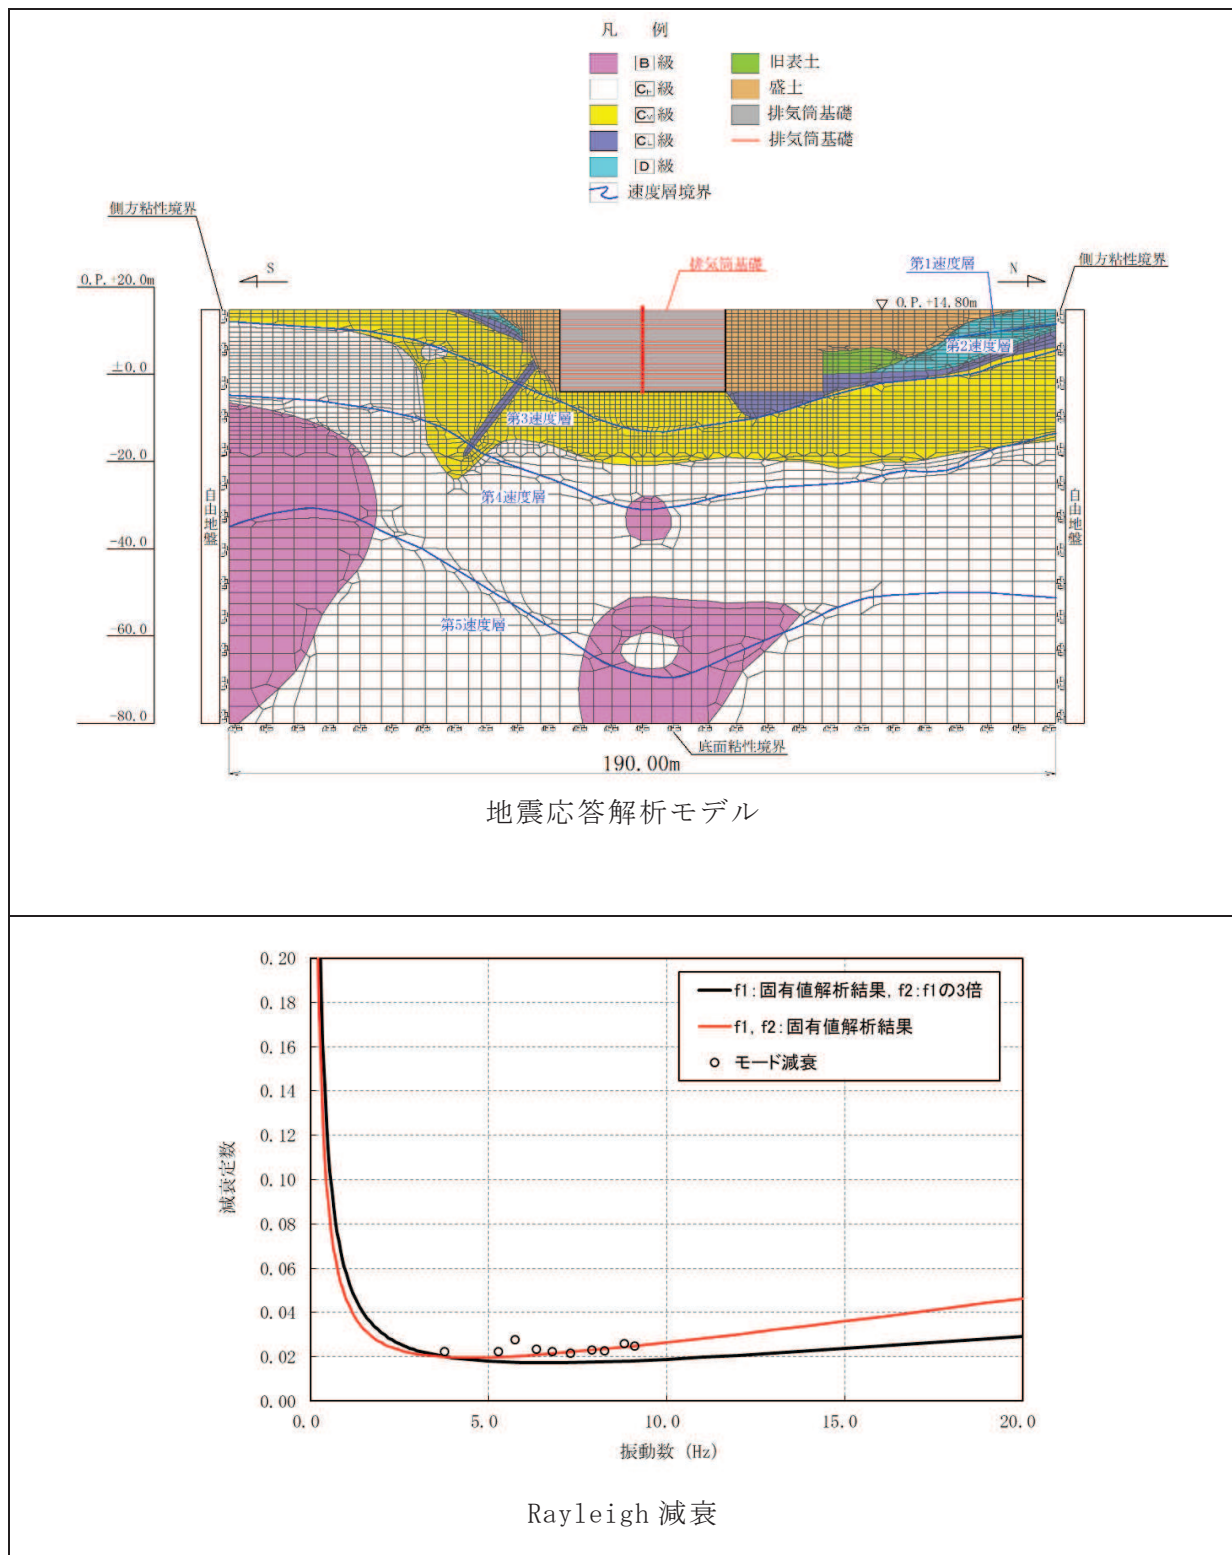 凡 例
B級
CH級
CM級
CL級
D級
速度層境界
旧表土
盛土
排気筒基礎
排気筒基礎
側方粘性境界
S
排気筒基礎
第1速度層
N
側方粘性境界
O.P.+20.0m
O.P.+14.80m
第2速度層
±0.0
第3速度層
-20.0
第4速度層
自由地盤
自由地盤
-40.0
第5速度層
-60.0
-80.0
底面粘性境界
190.00m
地震応答解析モデル
0.20
0.18
0.16
0.14
0.12
0.10
0.08
0.06
0.04
0.02
0.00
減衰定数
f1:固有値解析結果, f2:f1の3倍
f1, f2:固有値解析結果
モード減衰
0.0 5.0 10.0 15.0 20.0
振動数 (Hz)
Rayleigh 減衰